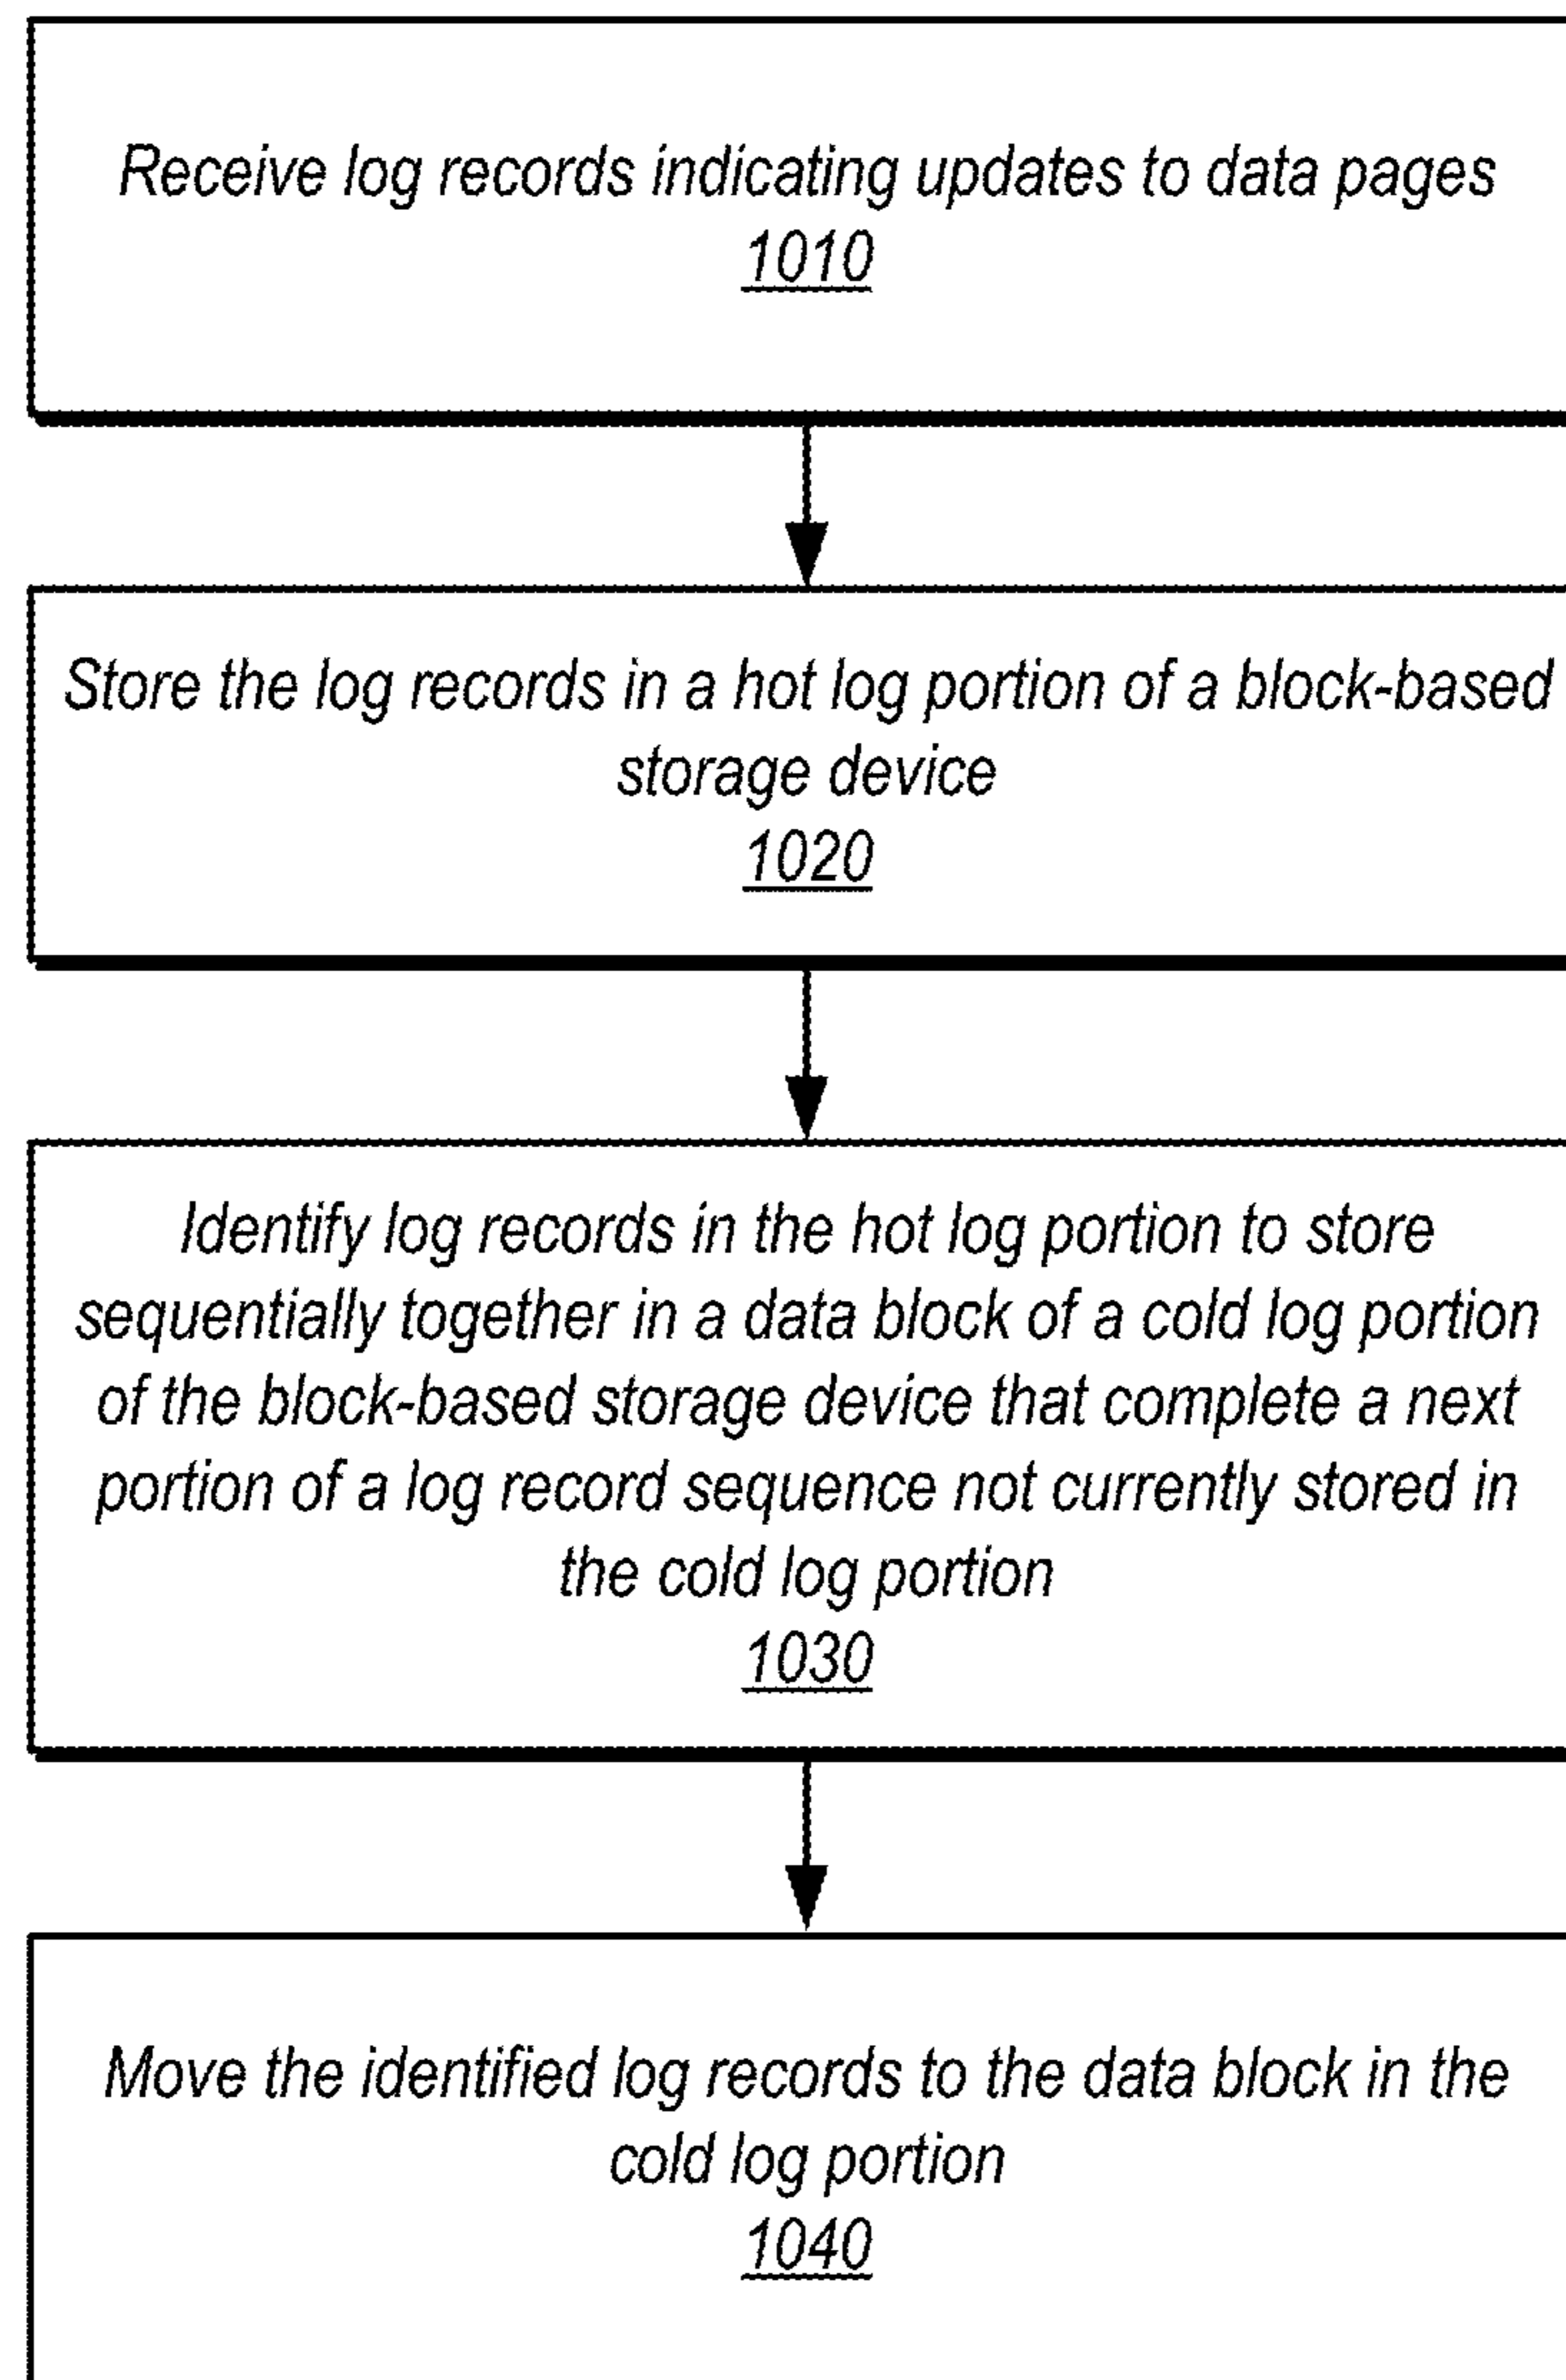 Receive log records indicating updates to data pages
1010
Store the log records in a hot log portion of a block-based
storage device
1020
Identify log records in the hot log portion to store
sequentially together in a data block of a cold log portion
of the block-based storage device that complete a next
portion of a log record sequence not currently stored in
the cold log portion
1030
Move the identified log records to the data block in the
cold log portion
1040